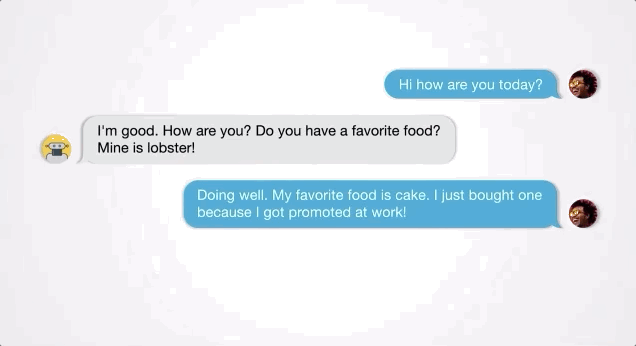 Hi how are you today?
I'm good. How are you? Do you have a favorite food?
Mine is lobster!
Doing well. My favorite food is cake. I just bought one
because I got promoted at work!